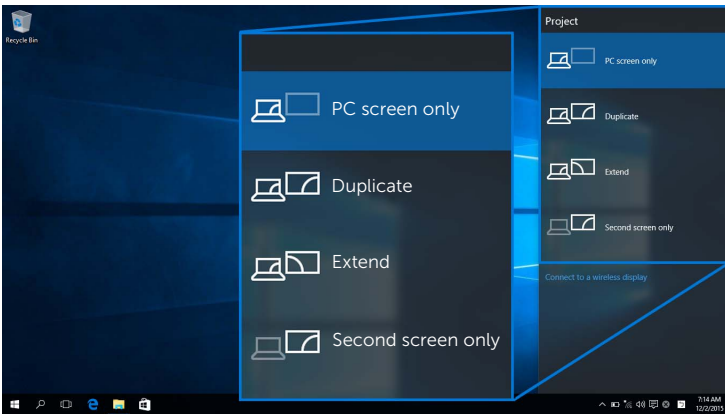 Recycle Bin
PC screen only
Duplicate
Extend
Second screen only
Project
PC screen only
Duplicate
Extend
Second screen only
Connect to a wireless display
7:14 AM
12/2/2015